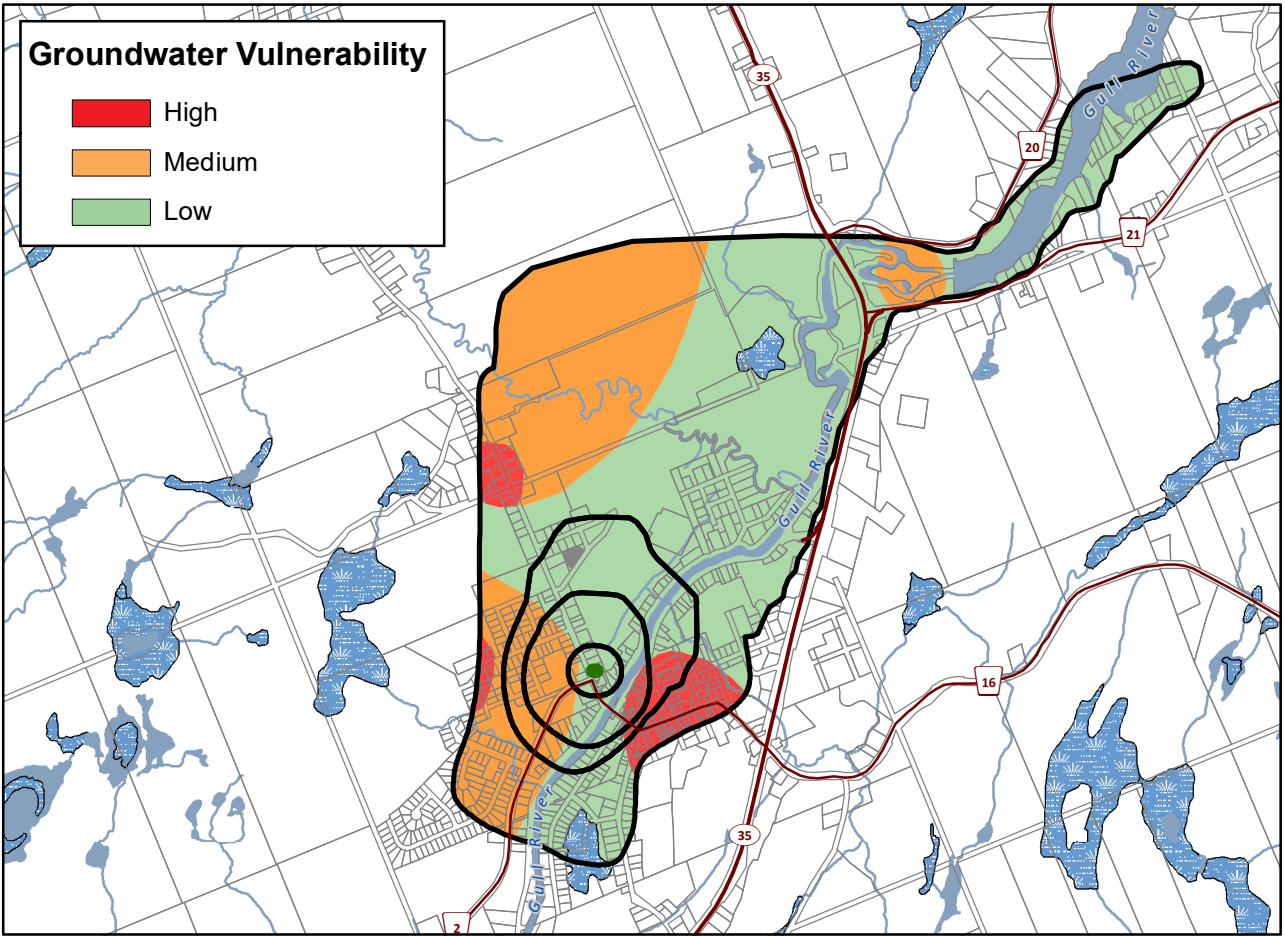 Groundwater Vulnerability
High
Medium
Low
35
20
Gull River
21
Gull River
16
Gull River
35
2